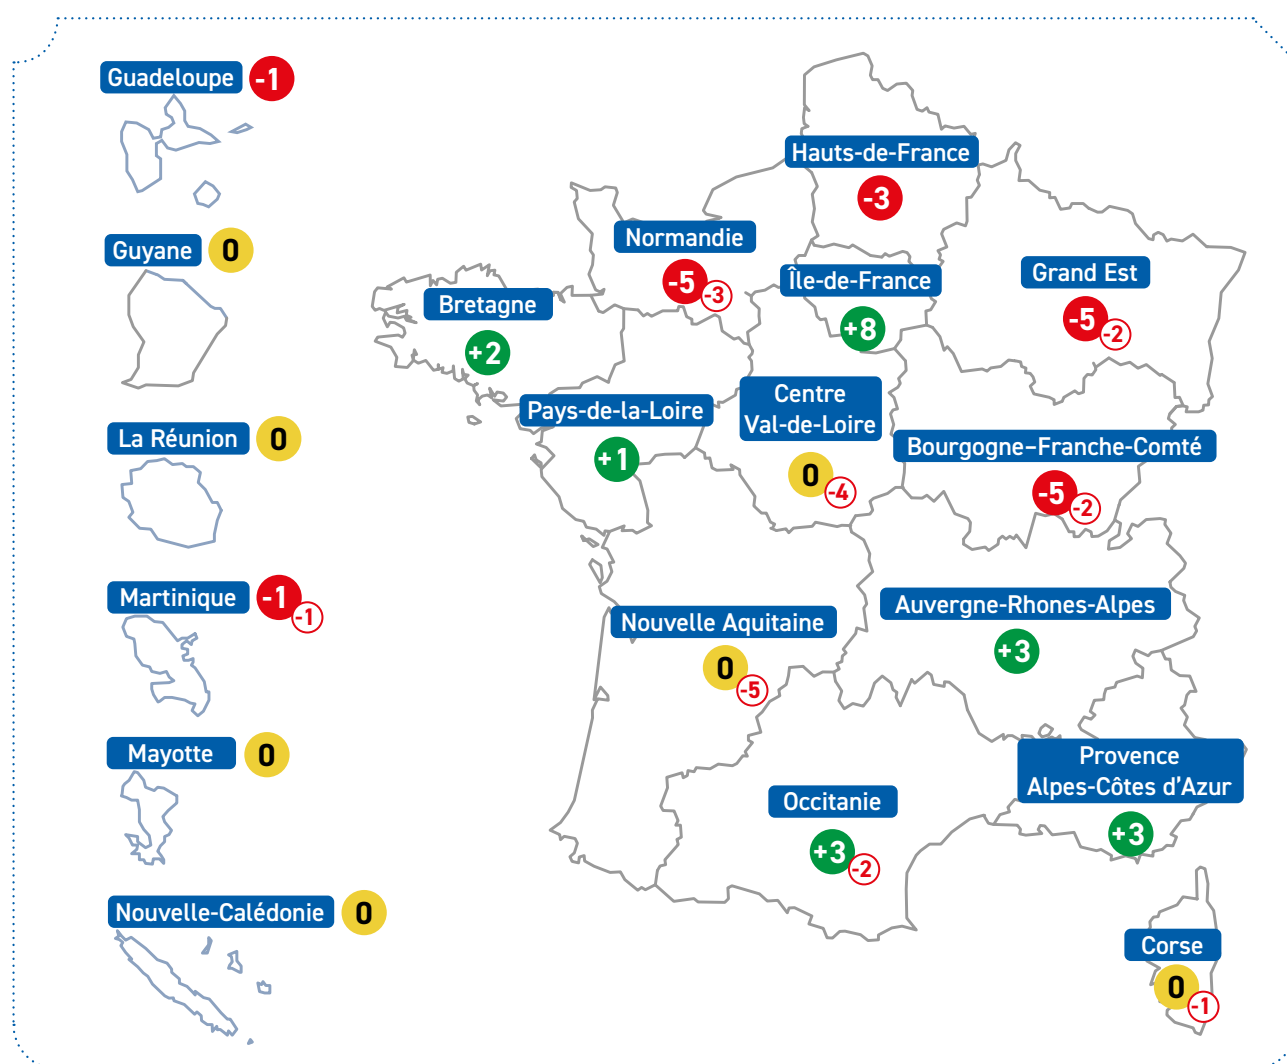 Guadeloupe -1
Guyane 0
La Réunion 0
Martinique -1 -1
Mayotte 0
Nouvelle-Calédonie 0
Hauts-de-France
-3
Normandie
-5 -3
Île-de-France
+8
Grand Est
-5 -2
Bretagne
+2
Pays-de-la-Loire
+1
Centre
Val-de-Loire
0 -4
Bourgogne–Franche-Comté
-5 -2
Auvergne-Rhones-Alpes
+3
Nouvelle Aquitaine
0 -5
Provence
Alpes-Côtes d’Azur
+3
Occitanie
+3 -2
Corse
0 -1